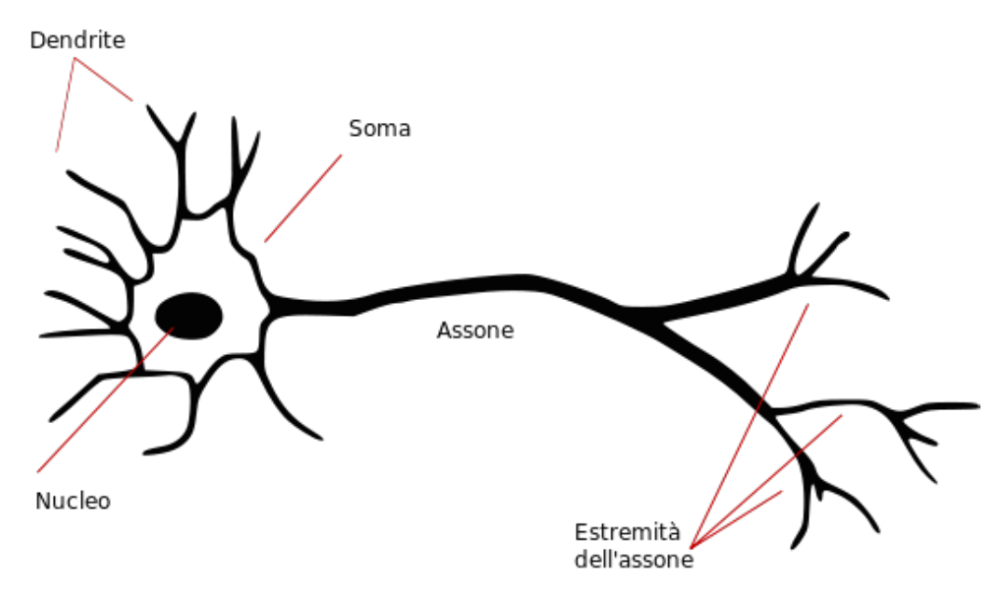 Dendrite
Soma
Assone
Nucleo
Estremità
dell'assone